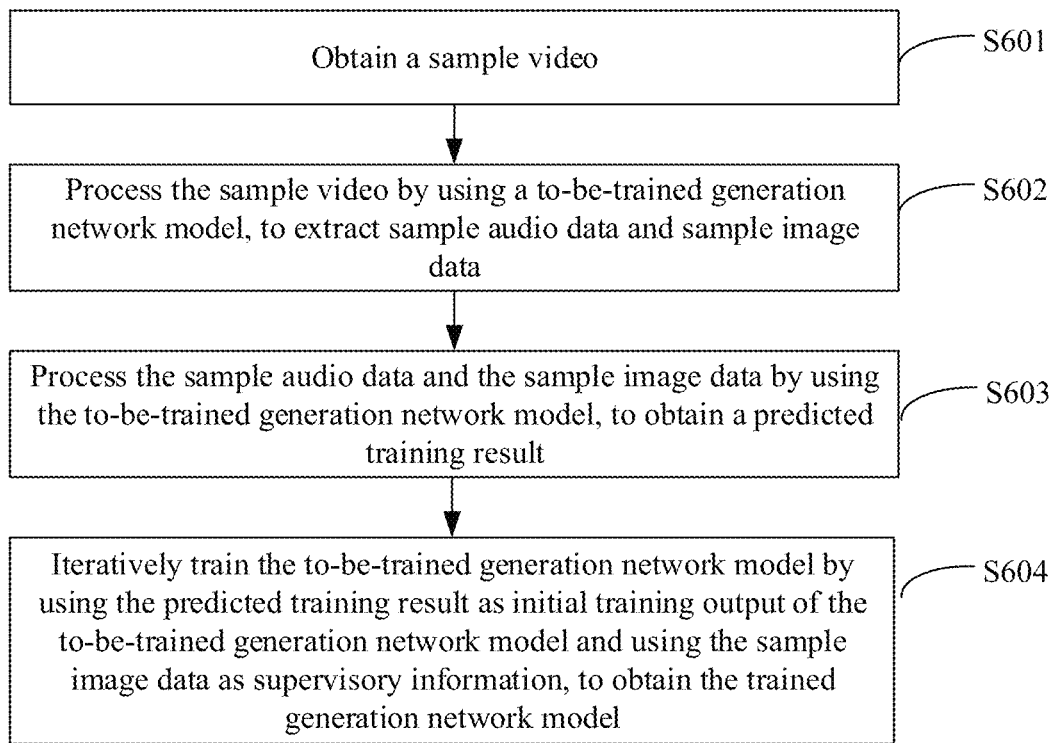 Obtain a sample video
S601
Process the sample video by using a to-be-trained generation
network model, to extract sample audio data and sample image
data
S602
Process the sample audio data and the sample image data by using
the to-be-trained generation network model, to obtain a predicted
training result
S603
Iteratively train the to-be-trained generation network model by
using the predicted training result as initial training output of the
to-be-trained generation network model and using the sample
image data as supervisory information, to obtain the trained
generation network model
S604